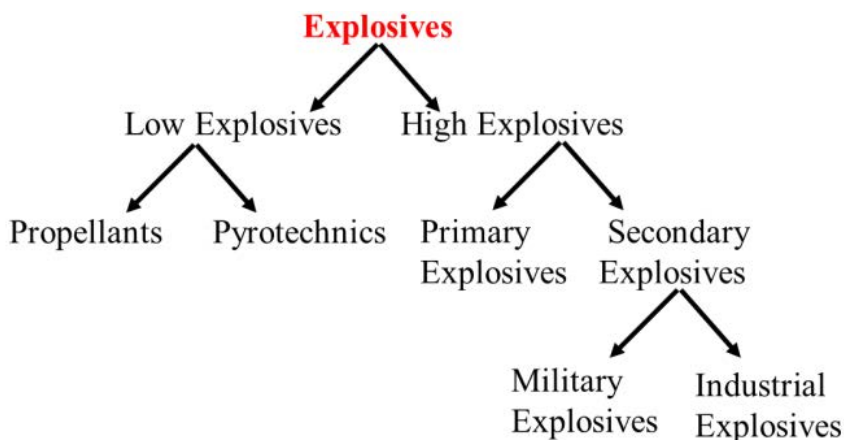 Explosives
Low Explosives High Explosives
Propellants Pyrotechnics Primary Secondary
Explosives Explosives
Military Industrial
Explosives Explosives